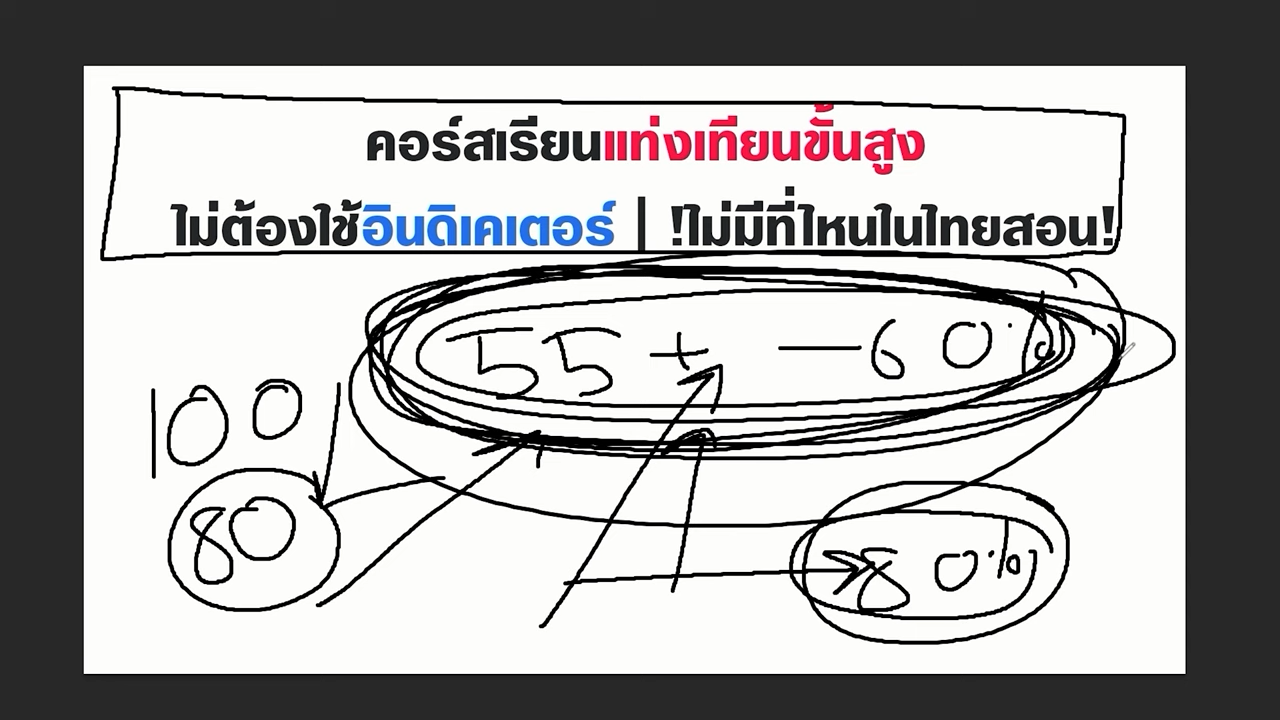 คอร์สเรียนแท่งเทียนขั้นสูง
ไม่ต้องใช้อินดิเคเตอร์ | !ไม่มีที่ไหนในไทยสอน!
55 + — 60%
100
80
80%